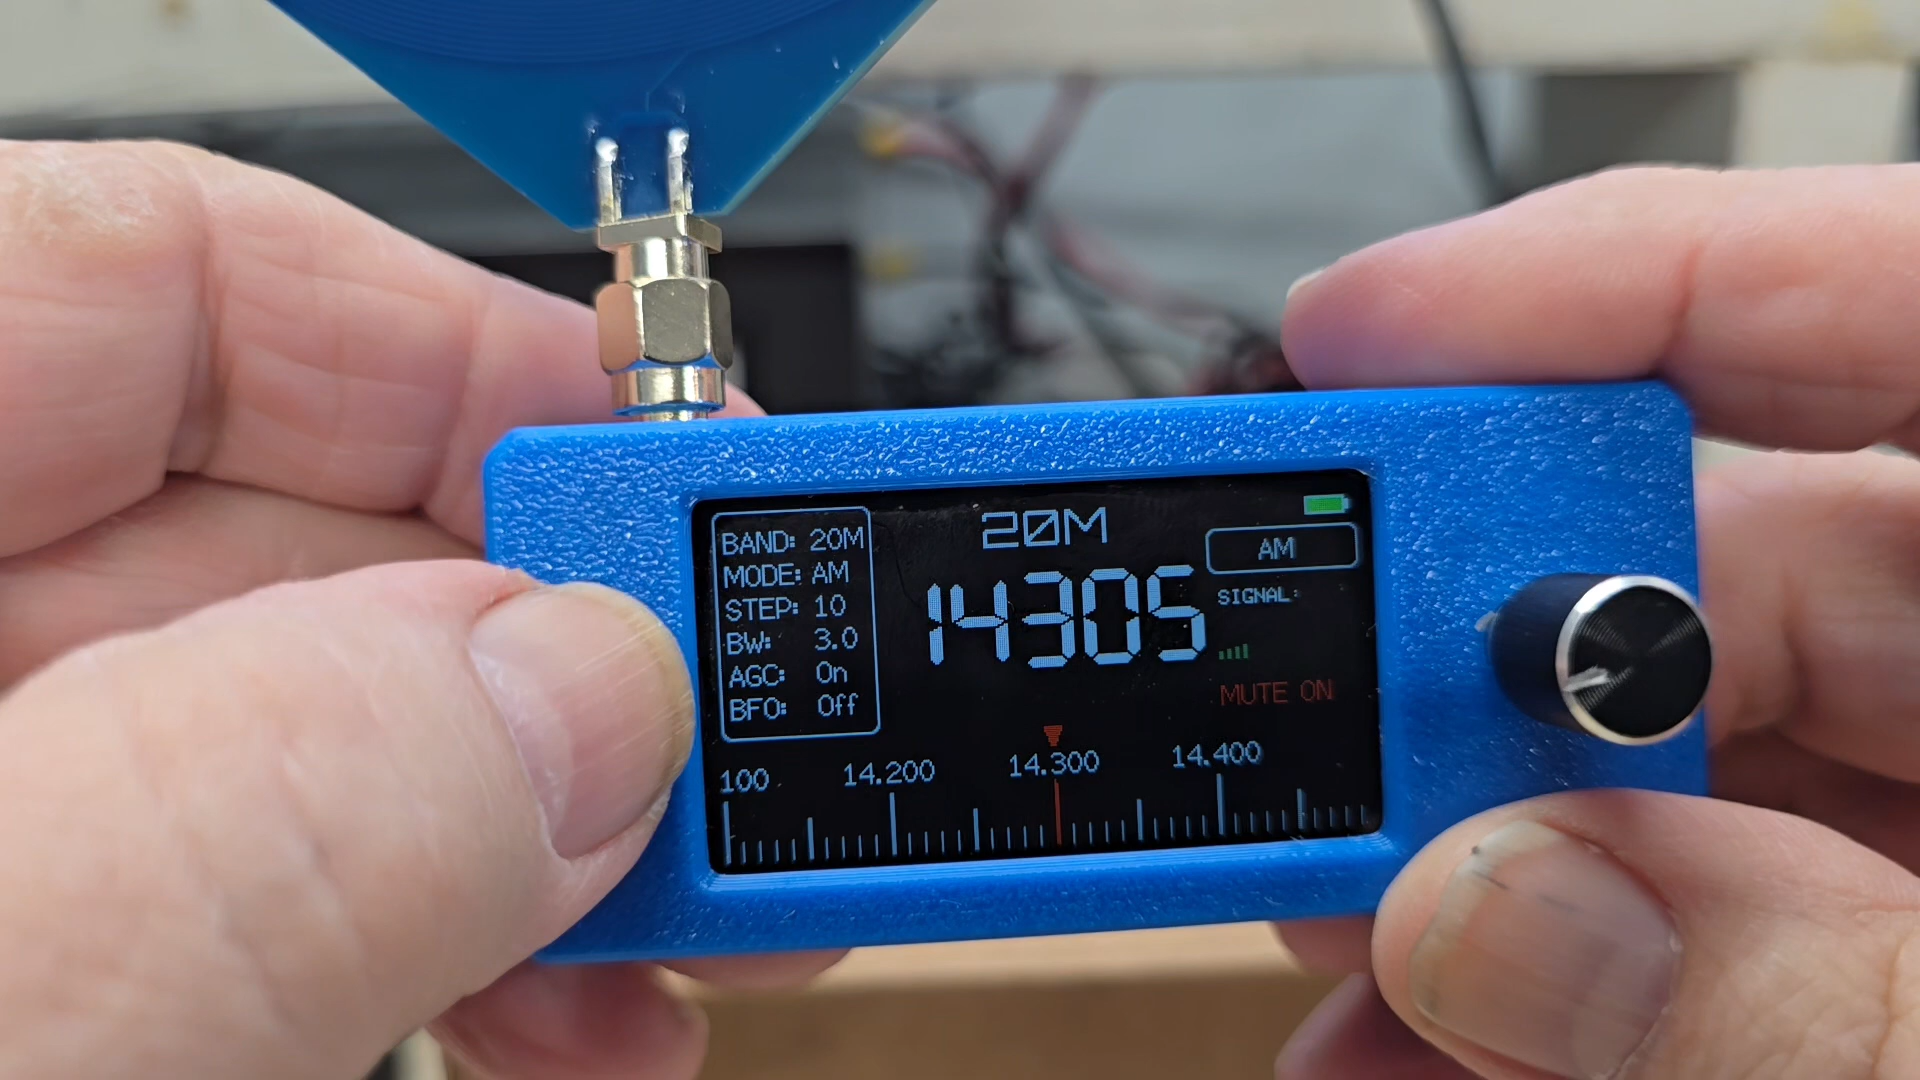 BAND: 20M
MODE: AM
STEP: 10
BW: 3.0
AGC: On
BFO: Off
20M
14305
AM
SIGNAL:
MUTE ON
100 14.200 14.300 14.400